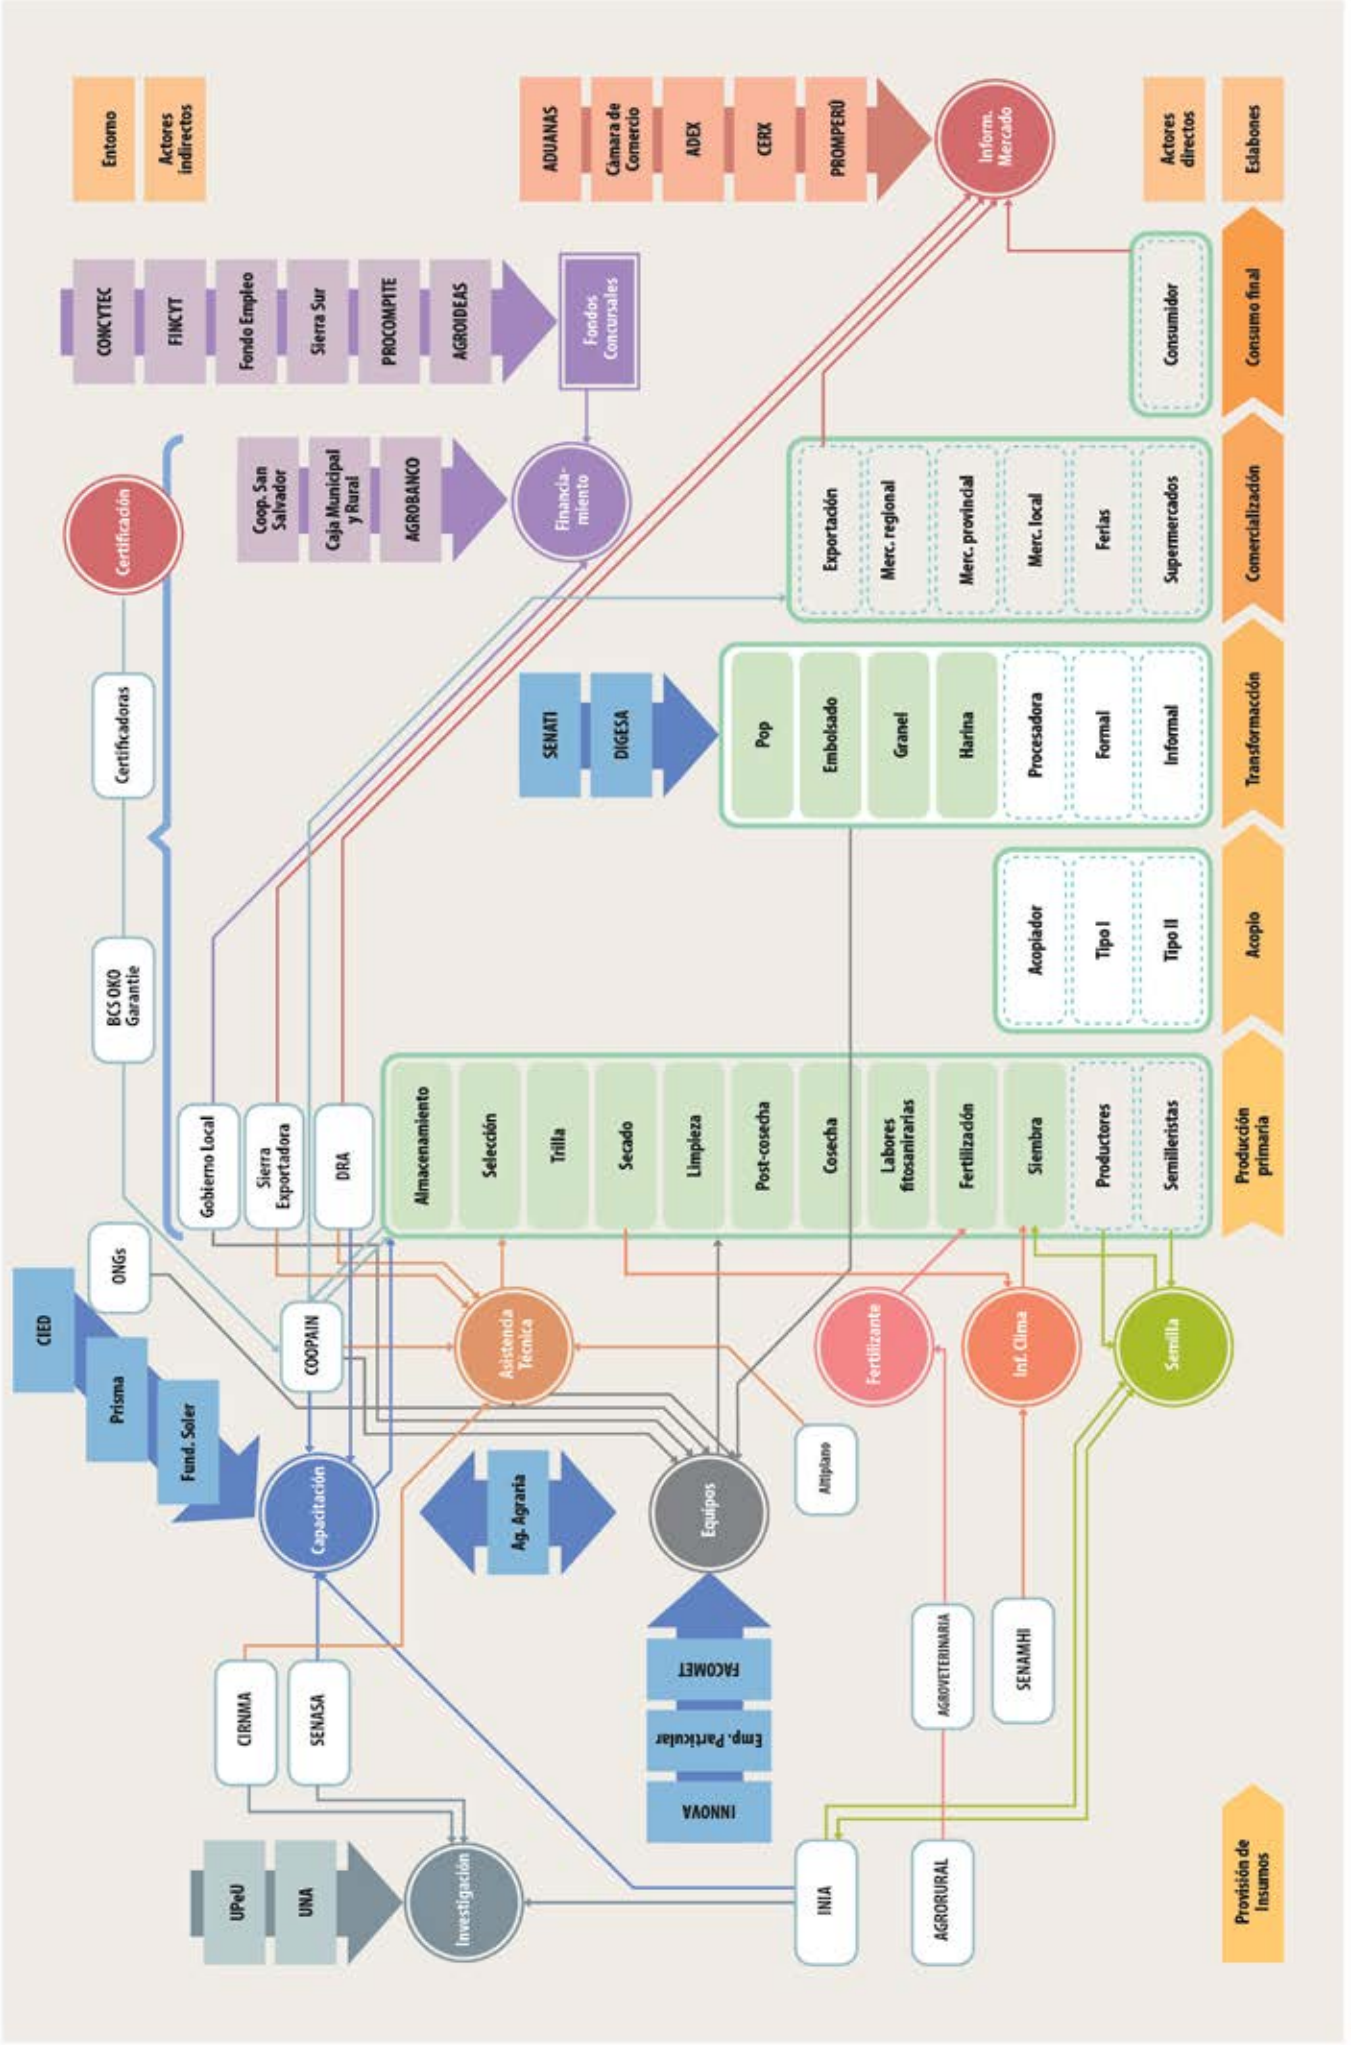 Entorno
Actores
indirectos
CONCYTEC
FINCYT
Fondo Empleo
Sierra Sur
PROCOMPITE
AGROIDEAS
Fondos
Concursales
Coop. San
Salvador
Caja Municipal
y Rural
AGROBANCO
Financia-
miento
ADUANAS
Càmara de
Comercio
ADEX
CERX
PROMPERÚ
Inform.
Mercado
Certificación
Certificadoras
BCS OKO
Garantie
CIED
Prisma
Fund. Soler
ONGs
Gobierno Local
Sierra
Exportadora
DRA
COOPAIN
Capacitación
CIRNMA
SENASA
UPeU
UNA
Investigación
Ag. Agraria
Asistencia
Técnica
INNOVA
Emp. Particular
FACOMET
Equipos
Altiplano
INIA
AGRORURAL
AGROVETERINARIA
SENAMHI
Fertilizante
Inf. Clima
Semilla
Almacenamiento
Selección
Trilla
Secado
Limpieza
Post-cosecha
Cosecha
Labores
fitosanirarias
Fertilización
Siembra
Productores
Semilleristas
Acopiador
Tipo I
Tipo II
SENATI
DIGESA
Pop
Embolsado
Granel
Harina
Procesadora
Formal
Informal
Exportación
Merc. regional
Merc. provincial
Merc. local
Ferias
Supermercados
Consumidor
Actores
directos
Provisión de
Insumos
Producción
primaria
Acopio
Transformación
Comercialización
Consumo final
Eslabones